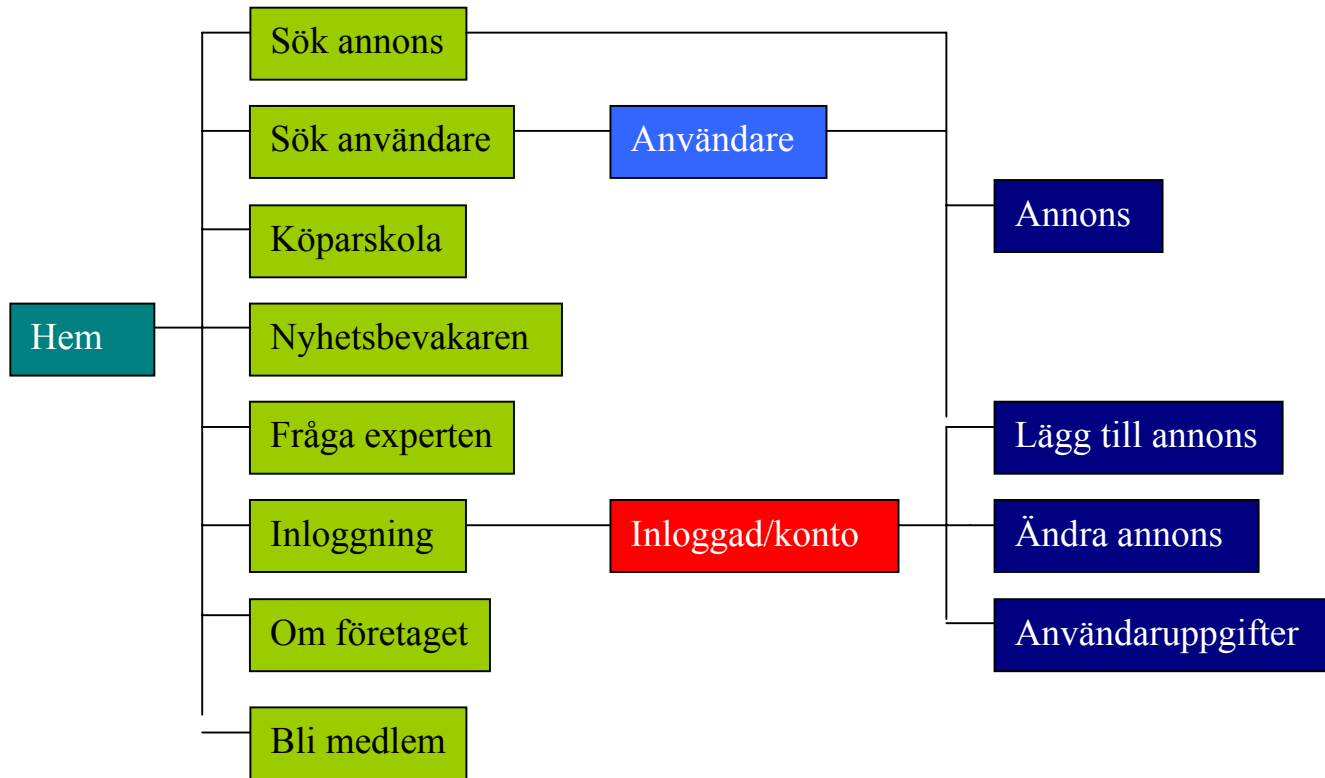 Sök annons
Sök användare
Användare
Annons
Köparskola
Hem
Nyhetsbevakaren
Fråga experten
Lägg till annons
Inloggning
Inloggad/konto
Ändra annons
Om företaget
Användaruppgifter
Bli medlem